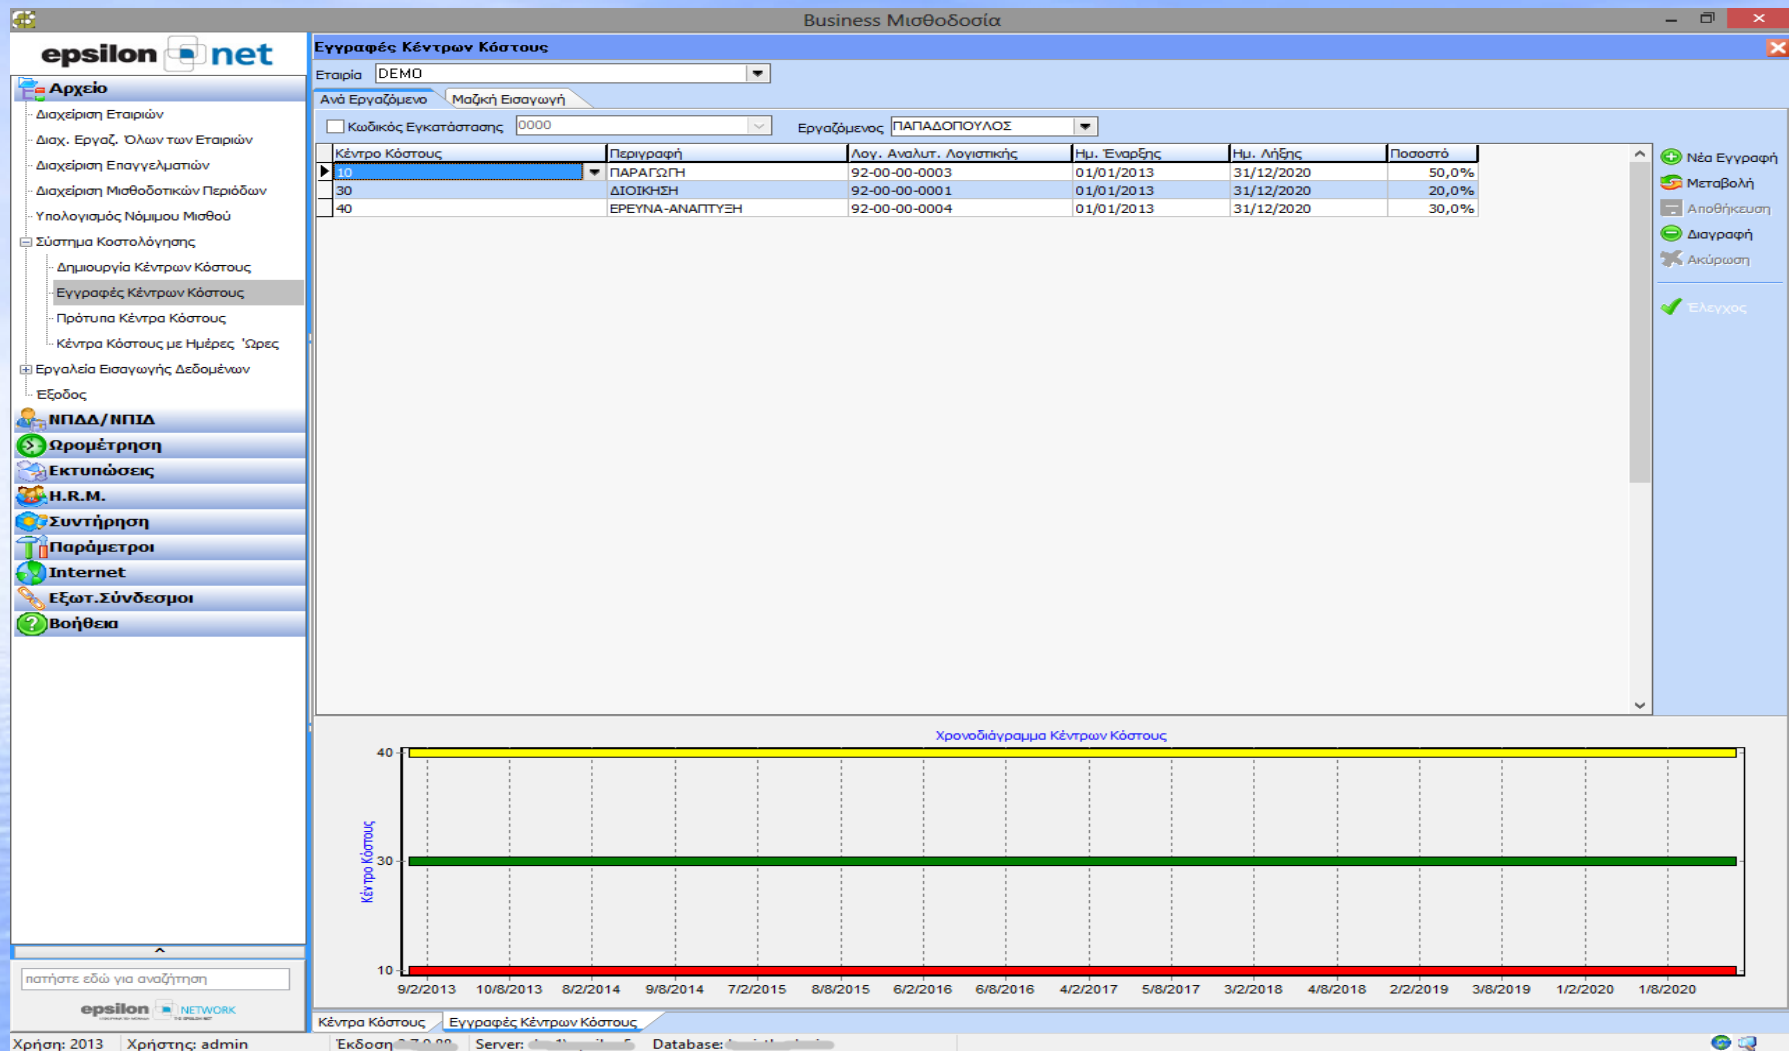 Business Μισθοδοσία
epsilon net
Εγγραφές Κέντρων Κόστους
Εταιρία DEMO
Ανά Εργαζόμενο Μαζική Εισαγωγή
Κωδικός Εγκατάστασης 0000 Εργαζόμενος ΠΑΠΑΔΟΠΟΥΛΟΣ
Κέντρο Κόστους Περιγραφή Λογ. Αναλυτ. Λογιστικής Ημ. Έναρξης Ημ. Λήξης Ποσοστό
10 ΠΑΡΑΓΩΓΗ 92-00-00-0003 01/01/2013 31/12/2020 50,0%
30 ΔΙΟΙΚΗΣΗ 92-00-00-0001 01/01/2013 31/12/2020 20,0%
40 ΕΡΕΥΝΑ-ΑΝΑΠΤΥΞΗ 92-00-00-0004 01/01/2013 31/12/2020 30,0%
Νέα Εγγραφή
Μεταβολή
Αποθήκευση
Διαγραφή
Ακύρωση
Έλεγχος
Αρχείο
Διαχείριση Εταιριών
Διαχ. Εργαζ. Όλων των Εταιριών
Διαχείριση Επαγγελματιών
Διαχείριση Μισθοδοτικών Περιόδων
Υπολογισμός Νόμιμου Μισθού
Σύστημα Κοστολόγησης
Δημιουργία Κέντρων Κόστους
Εγγραφές Κέντρων Κόστους
Πρότυπα Κέντρα Κόστους
Κέντρα Κόστους με Ημέρες 'Ωρες
Εργαλεία Εισαγωγής Δεδομένων
Έξοδος
ΝΠΔΔ/ΝΠΙΔ
Ωρομέτρηση
Εκτυπώσεις
H.R.M.
Συντήρηση
Παράμετροι
Internet
Εξωτ.Σύνδεσμοι
Βοήθεια
πατήστε εδώ για αναζήτηση
epsilon NETWORK
Χρονοδιάγραμμα Κέντρων Κόστους
Κέντρο Κόστους
40
30
10
9/2/2013 10/8/2013 8/2/2014 9/8/2014 7/2/2015 8/8/2015 6/2/2016 6/8/2016 4/2/2017 5/8/2017 3/2/2018 4/8/2018 2/2/2019 3/8/2019 1/2/2020 1/8/2020
Κέντρα Κόστους Εγγραφές Κέντρων Κόστους
Χρήση: 2013 Χρήστης: admin Έκδοση Server: Database: